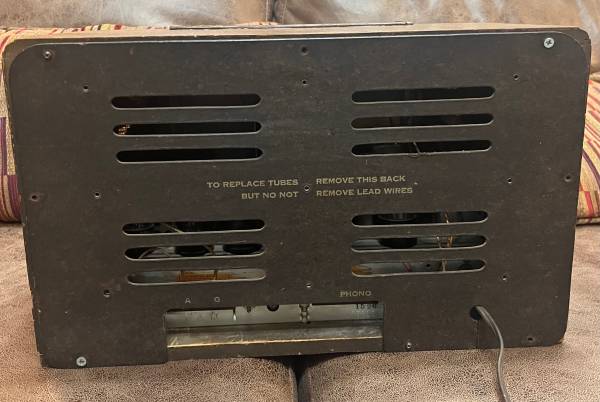 TO REPLACE TUBES REMOVE THIS BACK
BUT NO NOT REMOVE LEAD WIRES
A G PHONO